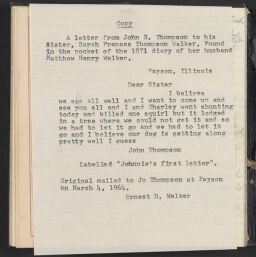 Copy
A letter from John G. Thompson to his
Sister, Sarah Frances Thompson Walker. Found
in the pocket of the 1871 diary of her husband
Matthew Henry Walker.
Payson, Illinois
Dear Sister
I believe
we are all well and I want to come up and
see you all and I and Charley went ahunting
today and killed one squirl but it lodged
in a tree where we could not get it and so
we had to let it go and we had to let it
go and I believe our dog is getting along
pretty well I guess
John Thompson
Labelled "Johnnie's first letter".
Original mailed to Jo Thompson at Payson
on March 4, 1964.
Ernest D. Walker